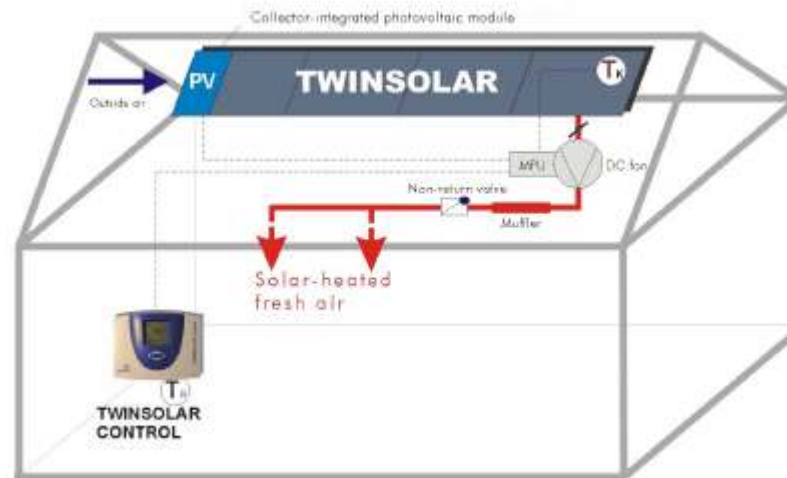 Collector-integrated photovoltaic module
PV
TWINSOLAR
TK
Outside air
MPU
DC fan
Non-return valve
Muffler
Solar-heated
fresh air
T
TWINSOLAR
CONTROL